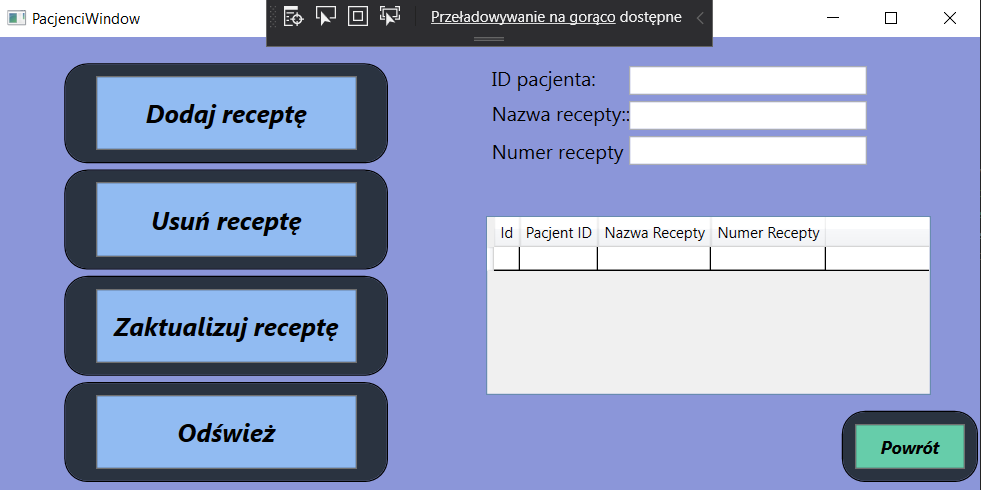 PacjenciWindow
Przeładowywanie na gorąco dostępne
Dodaj receptę
Usuń receptę
Zaktualizuj receptę
Odśwież
ID pacjenta:
Nazwa recepty::
Numer recepty
Id Pacjent ID Nazwa Recepty Numer Recepty
Powrót